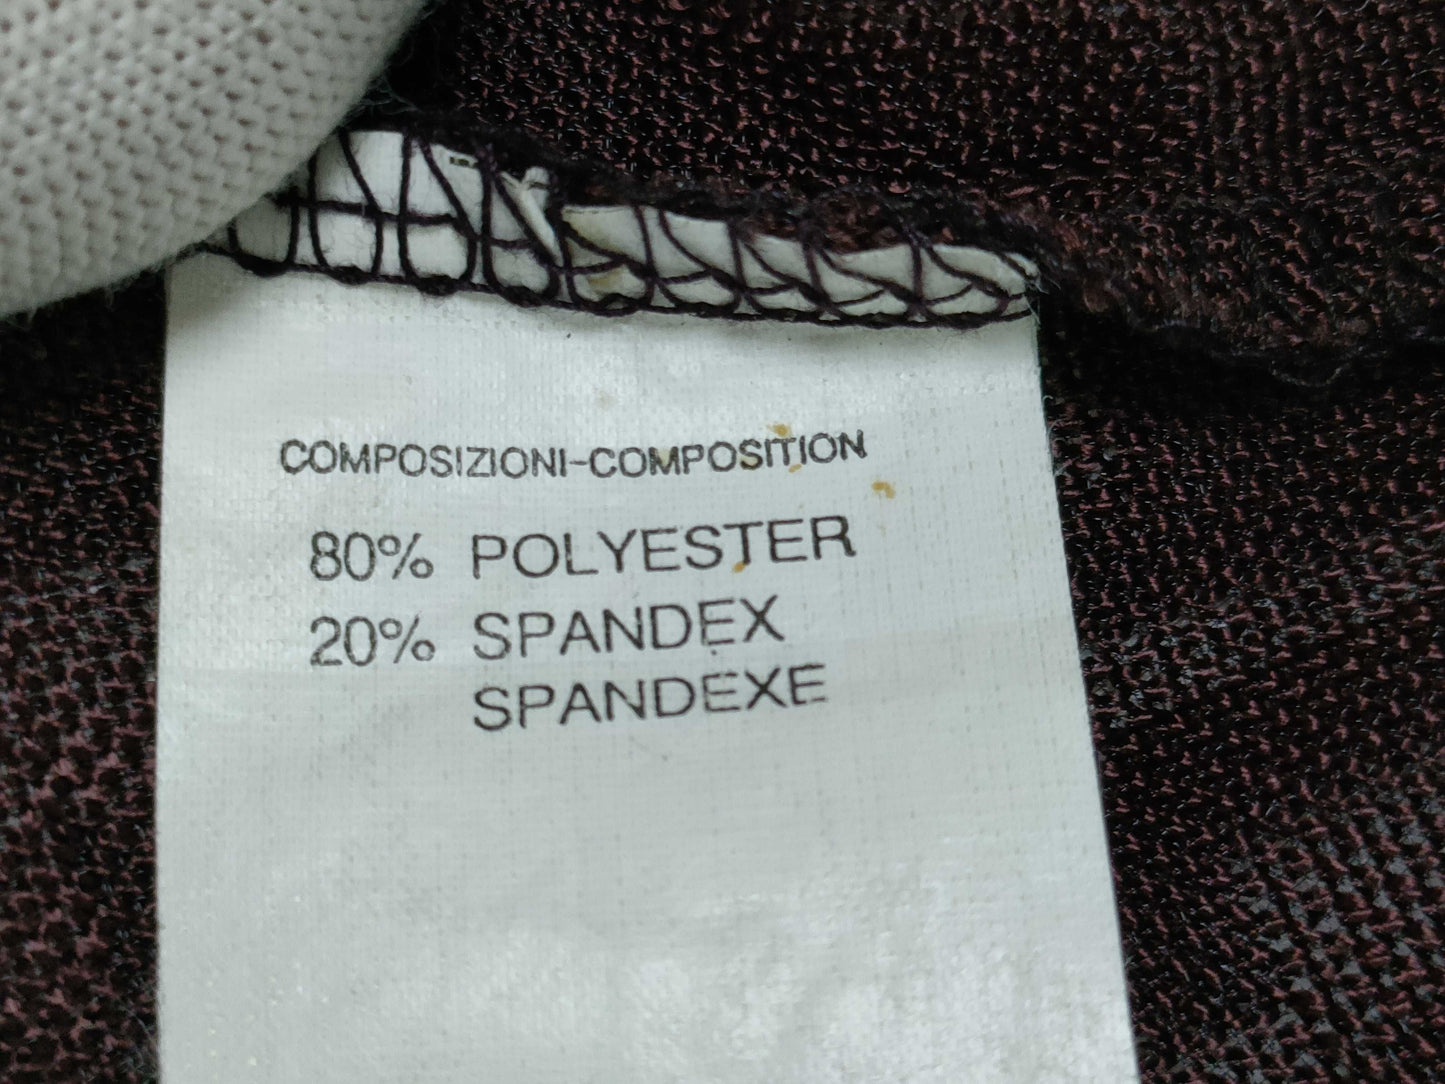 COMPOSIZIONI-COMPOSITION
80% POLYESTER
20% SPANDEX
SPANDEXE